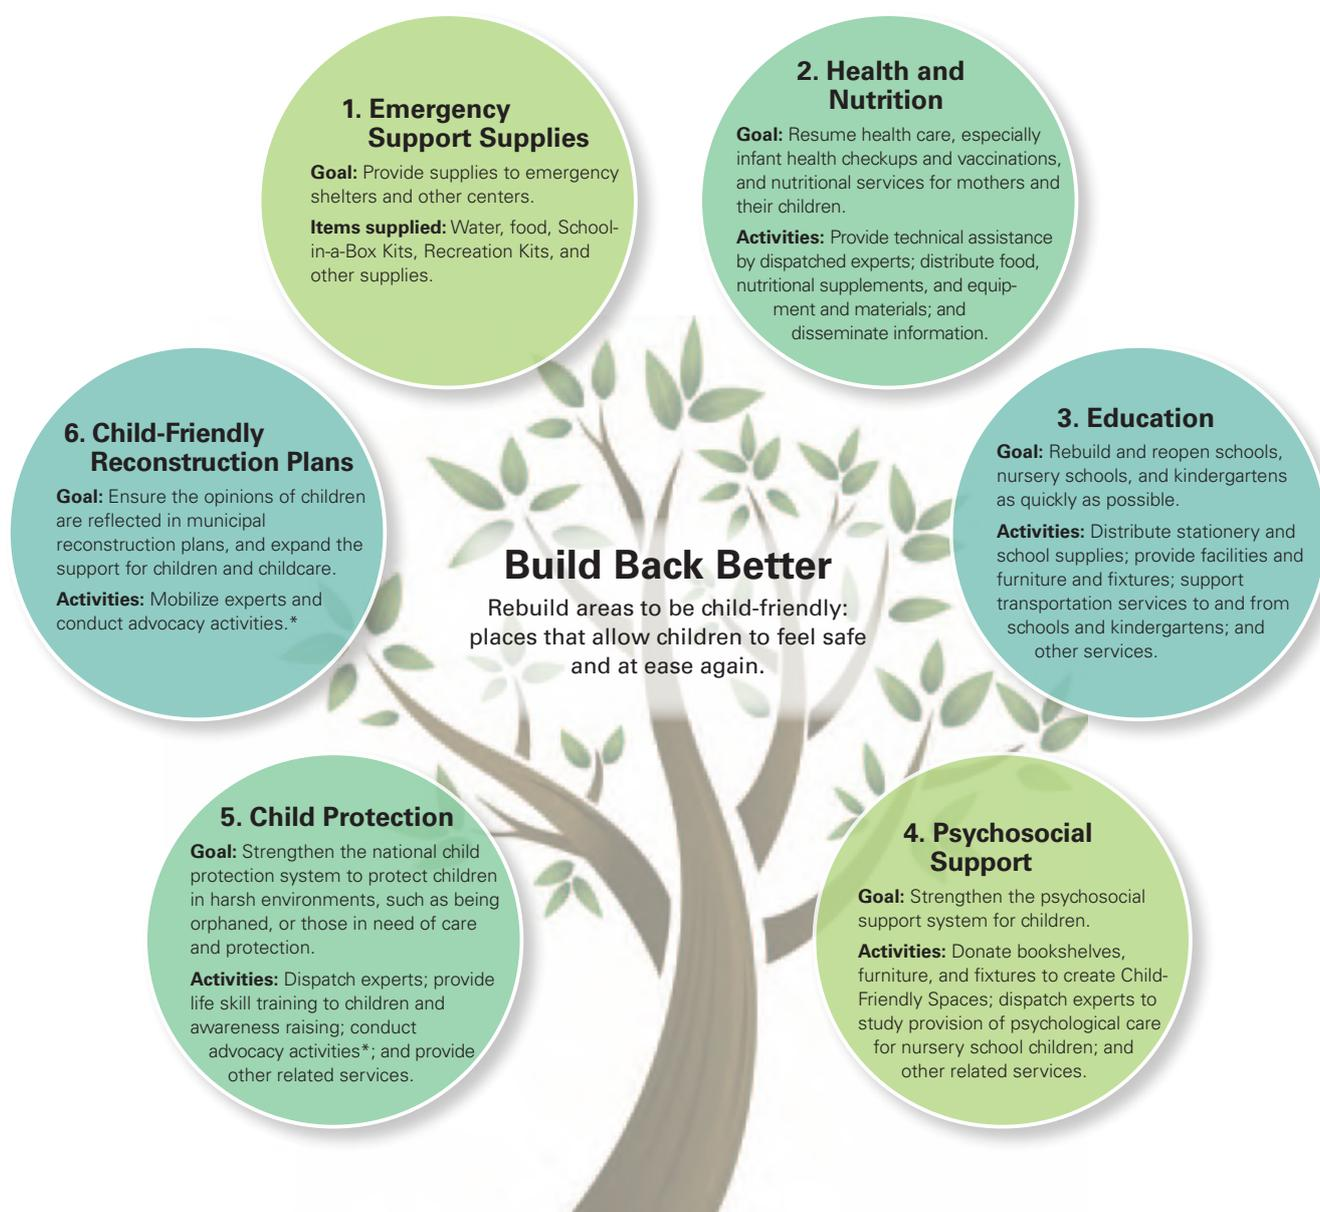 1. Emergency
Support Supplies
Goal: Provide supplies to emergency
shelters and other centers.
Items supplied: Water, food, School-
in-a-Box Kits, Recreation Kits, and
other supplies.
2. Health and
Nutrition
Goal: Resume health care, especially
infant health checkups and vaccinations,
and nutritional services for mothers and
their children.
Activities: Provide technical assistance
by dispatched experts; distribute food,
nutritional supplements, and equip-
ment and materials; and
disseminate information.
3. Education
Goal: Rebuild and reopen schools,
nursery schools, and kindergartens
as quickly as possible.
Activities: Distribute stationery and
school supplies; provide facilities and
furniture and fixtures; support
transportation services to and from
schools and kindergartens; and
other services.
6. Child-Friendly
Reconstruction Plans
Goal: Ensure the opinions of children
are reflected in municipal
reconstruction plans, and expand the
support for children and childcare.
Activities: Mobilize experts and
conduct advocacy activities.*
Build Back Better
Rebuild areas to be child-friendly:
places that allow children to feel safe
and at ease again.
5. Child Protection
Goal: Strengthen the national child
protection system to protect children
in harsh environments, such as being
orphaned, or those in need of care
and protection.
Activities: Dispatch experts; provide
life skill training to children and
awareness raising; conduct
advocacy activities*; and provide
other related services.
4. Psychosocial
Support
Goal: Strengthen the psychosocial
support system for children.
Activities: Donate bookshelves,
furniture, and fixtures to create Child-
Friendly Spaces; dispatch experts to
study provision of psychological care
for nursery school children; and
other related services.